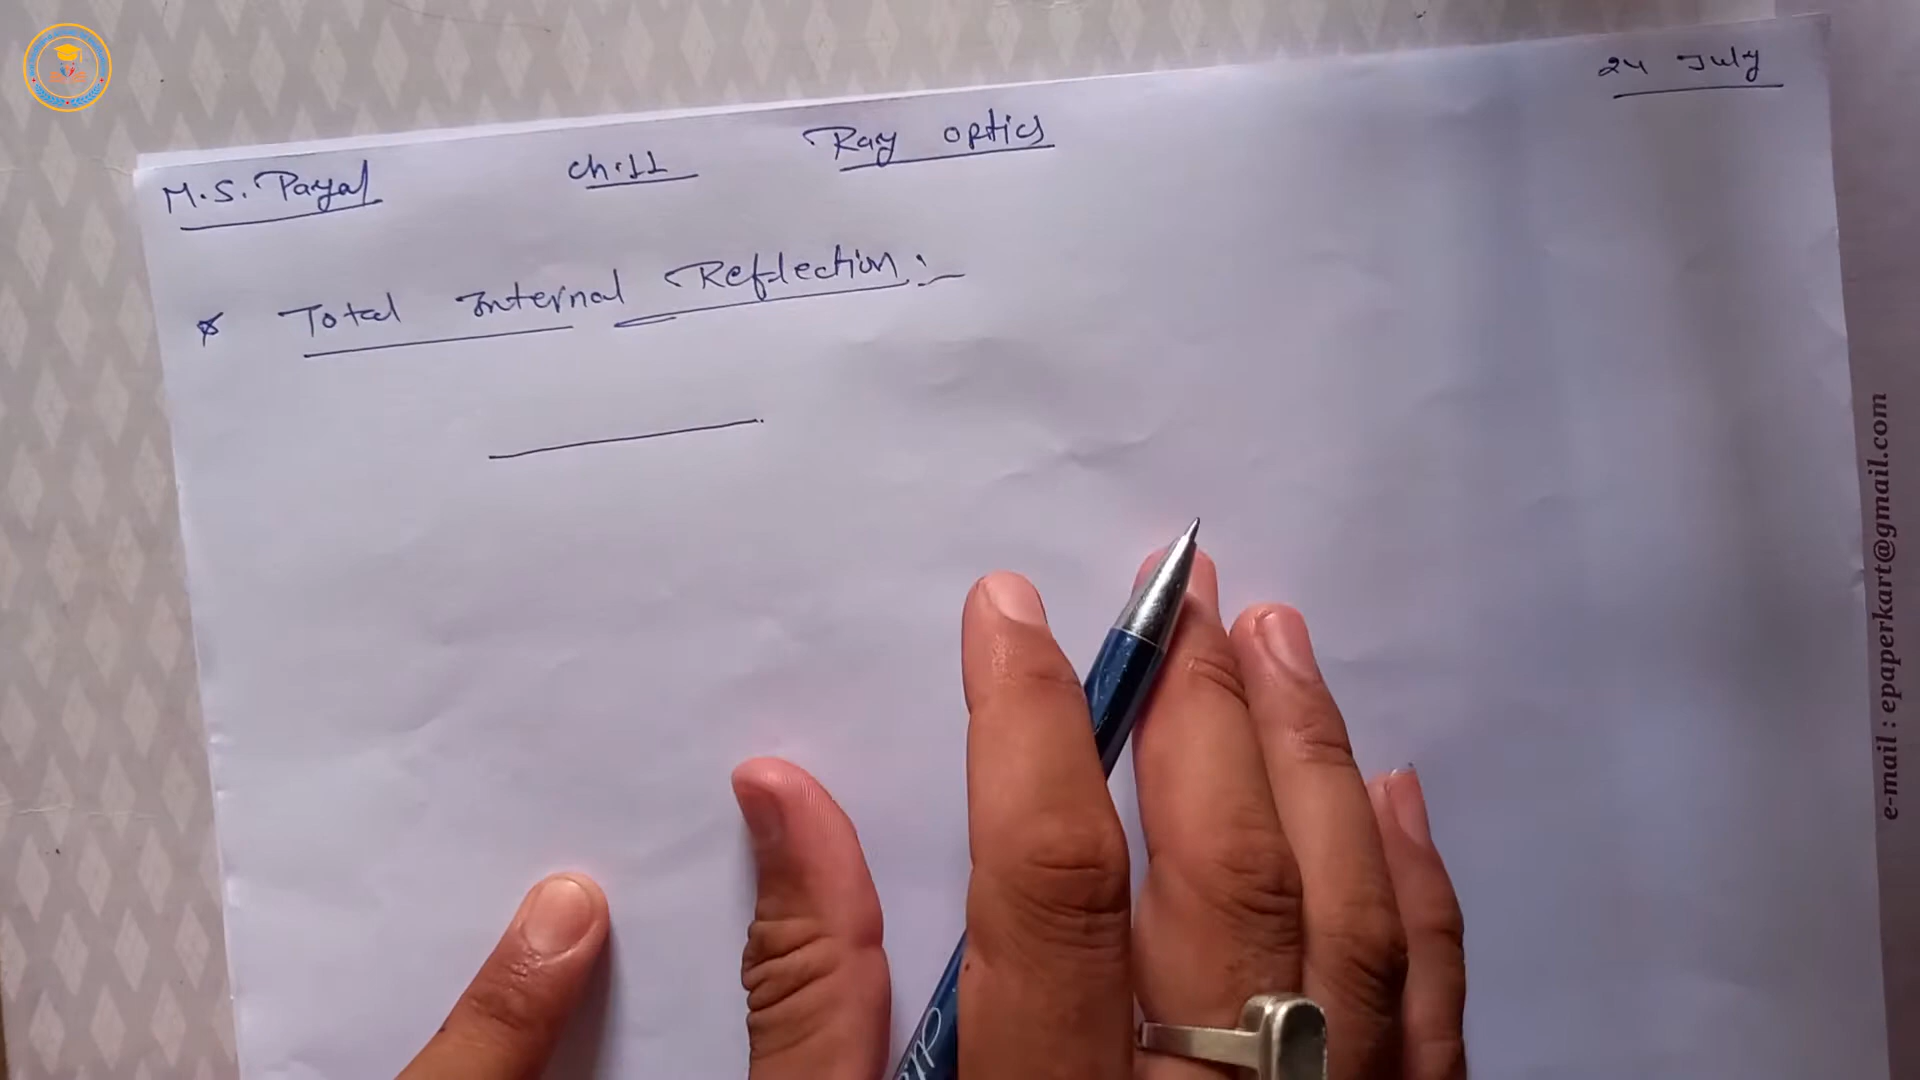 24 July
M.S. Payal Ch.11 Ray optics
* Total Internal Reflection :-
e-mail : epaperkart@gmail.com